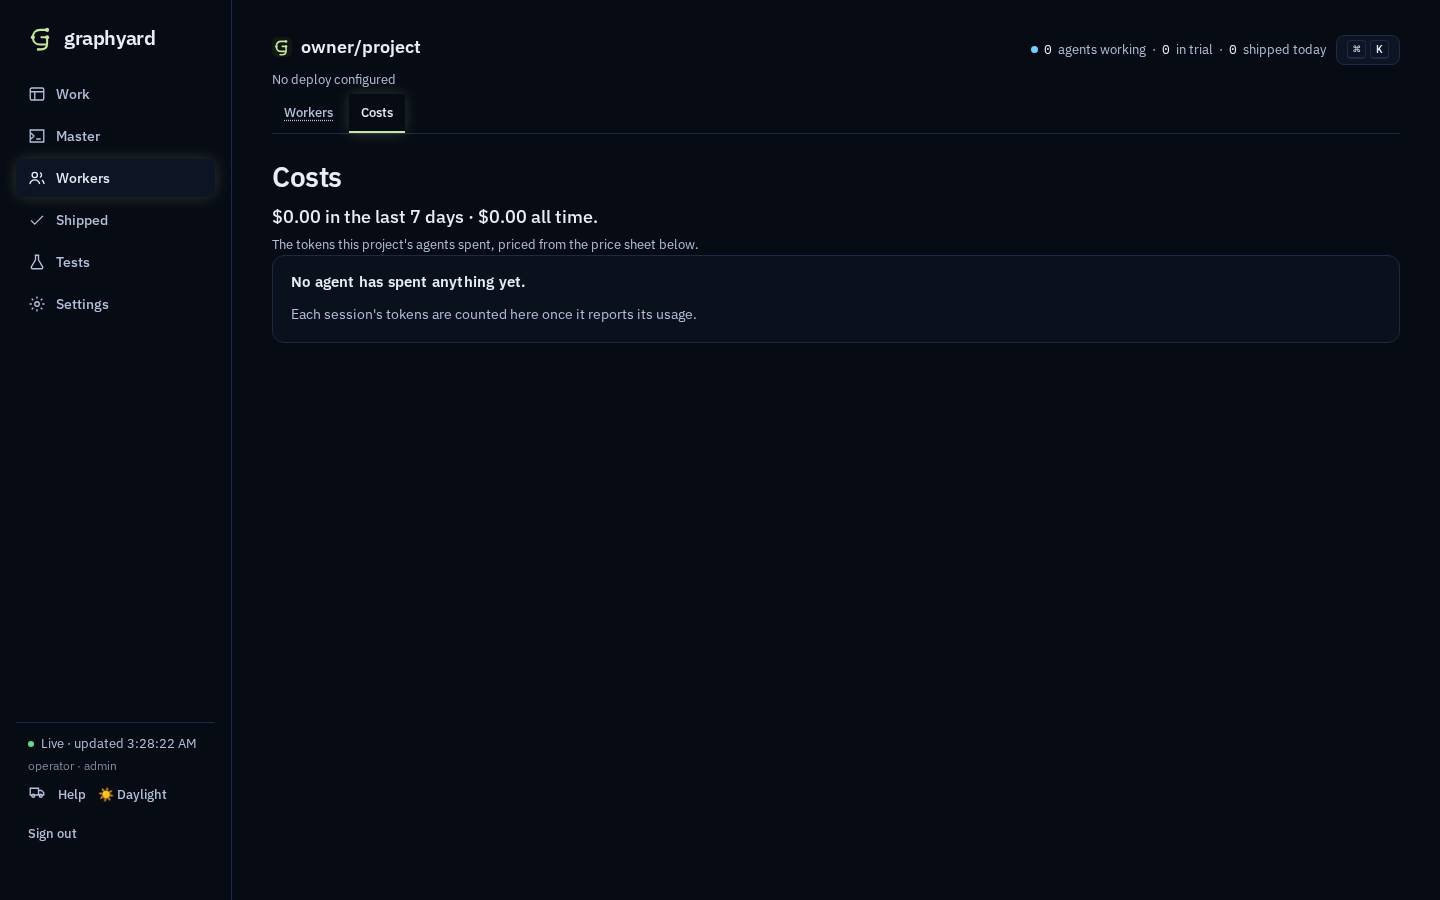 graphyard
Work
Master
Workers
Shipped
Tests
Settings
Live · updated 3:28:22 AM
operator · admin
Help ☀️ Daylight
Sign out
owner/project
0 agents working · 0 in trial · 0 shipped today ⌘ K
No deploy configured
Workers Costs
Costs
$0.00 in the last 7 days · $0.00 all time.
The tokens this project's agents spent, priced from the price sheet below.
No agent has spent anything yet.
Each session's tokens are counted here once it reports its usage.